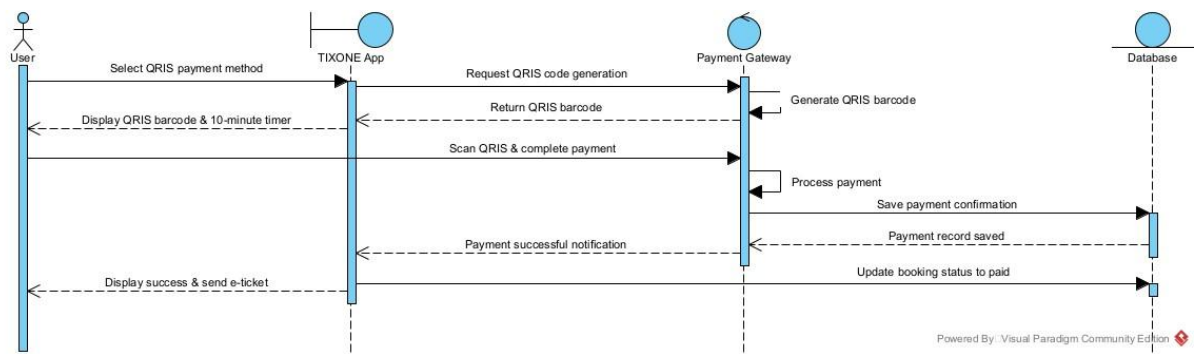 User
TIXONE App
Payment Gateway
Database
Select QRIS payment method
Request QRIS code generation
Generate QRIS barcode
Return QRIS barcode
Display QRIS barcode & 10-minute timer
Scan QRIS & complete payment
Process payment
Save payment confirmation
Payment record saved
Payment successful notification
Update booking status to paid
Display success & send e-ticket
Powered By Visual Paradigm Community Edition